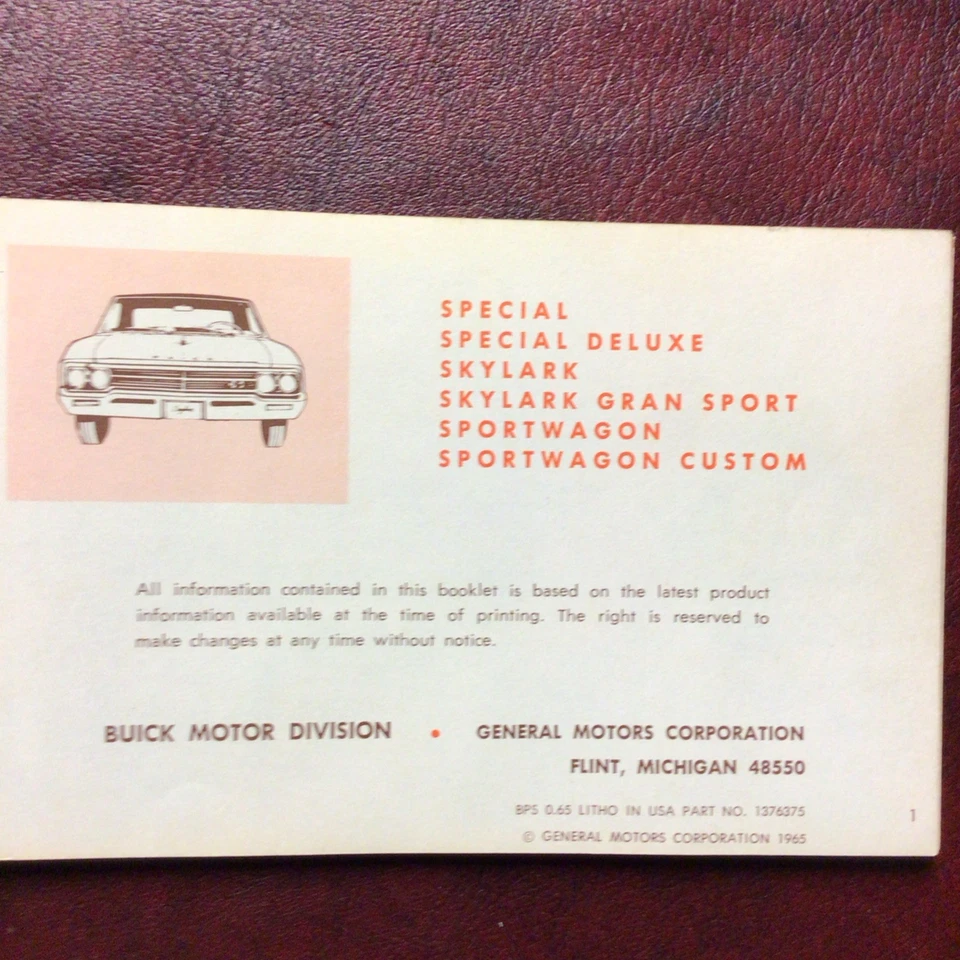 SPECIAL
SPECIAL DELUXE
SKYLARK
SKYLARK GRAN SPORT
SPORTWAGON
SPORTWAGON CUSTOM
BUICK
All information contained in this booklet is based on the latest product
information available at the time of printing. The right is reserved to
make changes at any time without notice.
BUICK MOTOR DIVISION • GENERAL MOTORS CORPORATION
FLINT, MICHIGAN 48550
BPS 0.65 LITHO IN USA PART NO. 1376375
© GENERAL MOTORS CORPORATION 1965
1